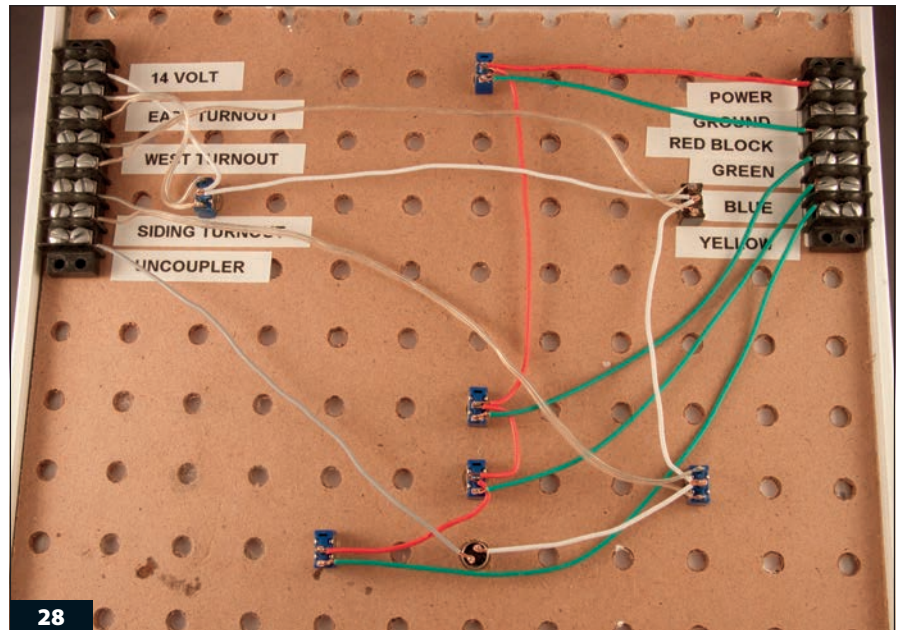 14 VOLT
EAST TURNOUT
WEST TURNOUT
SIDING TURNOUT
UNCOUPLER
POWER
GROUND
RED BLOCK
GREEN
BLUE
YELLOW
28